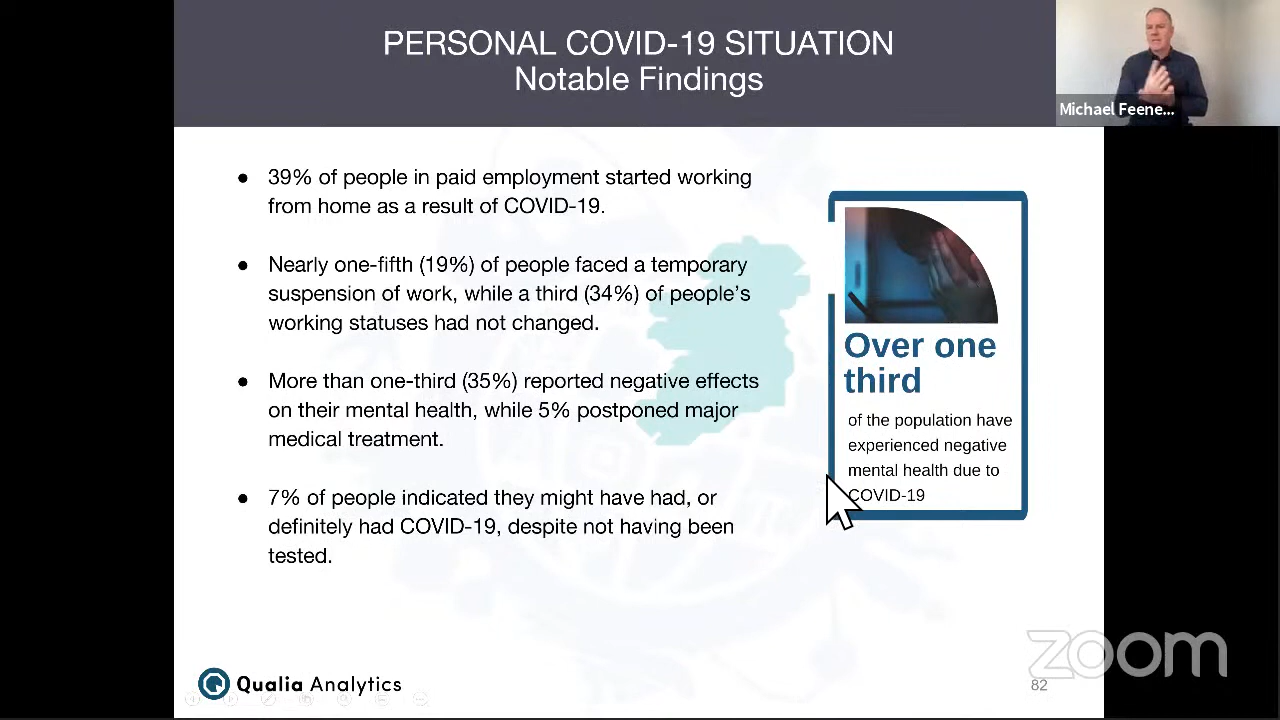 PERSONAL COVID-19 SITUATION
Notable Findings
Michael Feene...
● 39% of people in paid employment started working
from home as a result of COVID-19.
● Nearly one-fifth (19%) of people faced a temporary
suspension of work, while a third (34%) of people’s
working statuses had not changed.
● More than one-third (35%) reported negative effects
on their mental health, while 5% postponed major
medical treatment.
● 7% of people indicated they might have had, or
definitely had COVID-19, despite not having been
tested.
Over one
third
of the population have
experienced negative
mental health due to
COVID-19
Qualia Analytics
zoom
82